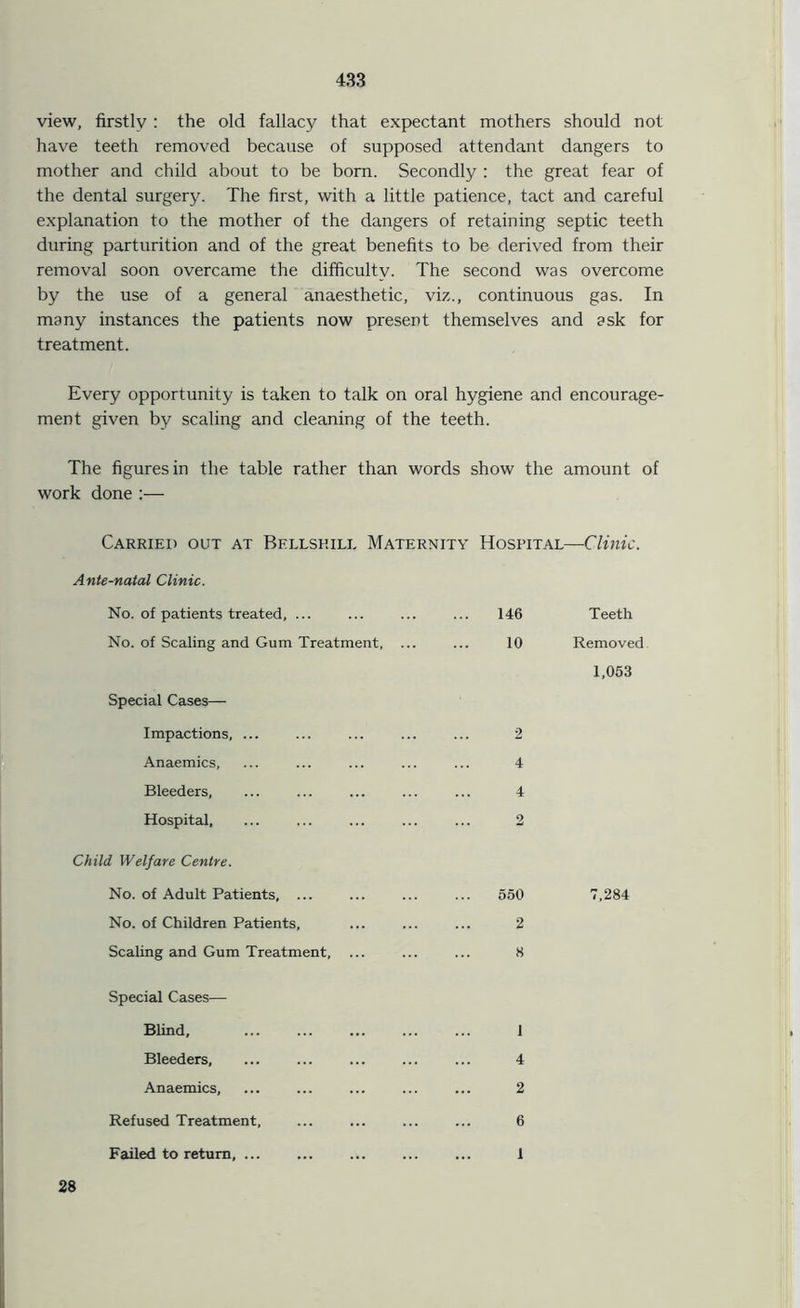 433
view, firstly : the old fallacy that expectant mothers should not
have teeth removed because of supposed attendant dangers to
mother and child about to be born. Secondly : the great fear of
the dental surgery. The first, with a little patience, tact and careful
explanation to the mother of the dangers of retaining septic teeth
during parturition and of the great benefits to be derived from their
removal soon overcame the difficulty. The second was overcome
by the use of a general anaesthetic, viz., continuous gas. In
many instances the patients now present themselves and ask for
treatment.
Every opportunity is taken to talk on oral hygiene and encourage-
ment given by scaling and cleaning of the teeth.
The figures in the table rather than words show the amount of
work done :—
Carried out at Bellshill Maternity Hospital—Clinic.
Ante-natal Clinic.
No. of patients treated, ... ... ... ... 146 Teeth
No. of Scaling and Gum Treatment, ... ... 10 Removed
1,053
Special Cases—
Impactions, ... ... ... ... ... 2
Anaemics, ... ... ... ... ... 4
Bleeders, ... ... ... ... ... 4
Hospital, ... ... ... ... ... 2
Child Welfare Centre.
No. of Adult Patients, ... ... ... ... 550 7,284
No. of Children Patients, ... ... ... 2
Scaling and Gum Treatment, ... ... ... 8
Special Cases—
Blind, ... ... ... ... ... 1
Bleeders, ... ... ... ... ... 4
Anaemics, ... ... ... ... ... 2
Refused Treatment, ... ... ... ... 6
Failed to return, ... ... ... ... ... 1
28